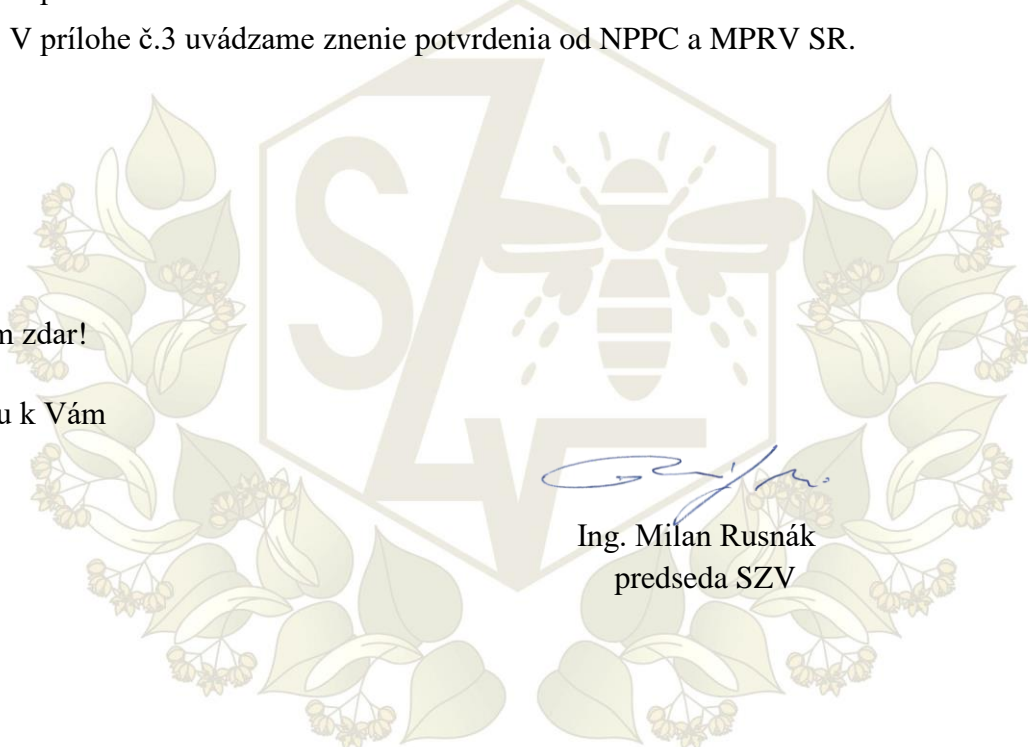 V prílohe č.3 uvádzame znenie potvrdenia od NPPC a MPRV SR.
SZV
zdar!
k Vám
Ing. Milan Rusnák
predseda SZV